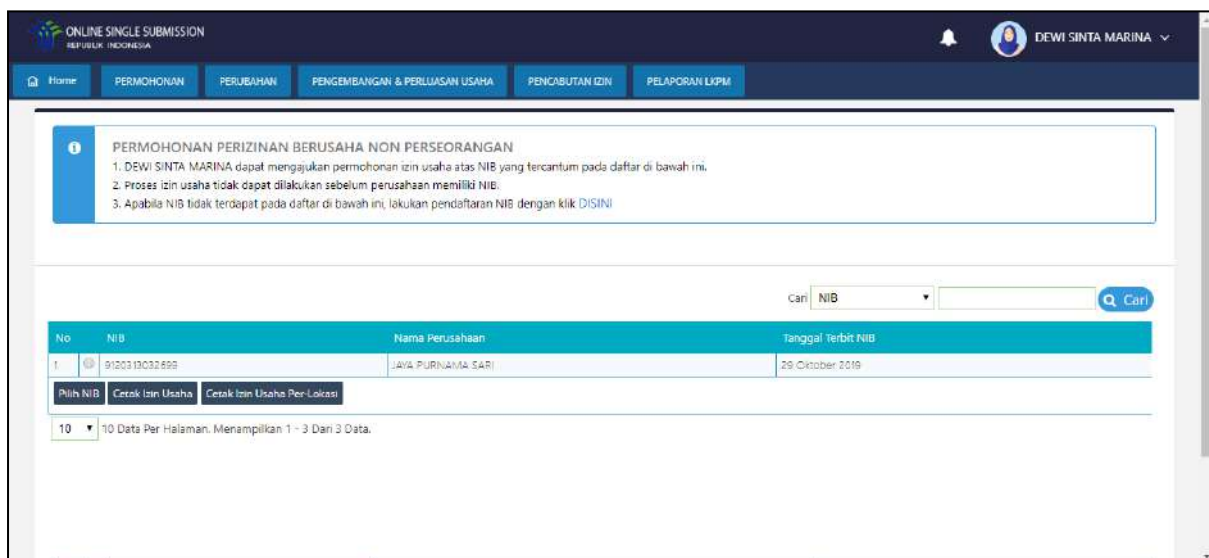 ONLINE SINGLE SUBMISSION
REPUBLIK INDONESIA
DEWI SINTA MARINA
Home PERMOHONAN PERUBAHAN PENGEMBANGAN & PERLUASAN USAHA PENCABUTAN IZIN PELAPORAN LKPM
PERMOHONAN PERIZINAN BERUSAHA NON PERSEORANGAN
1. DEWI SINTA MARINA dapat mengajukan permohonan izin usaha atas NIB yang tercantum pada daftar di bawah ini.
2. Proses izin usaha tidak dapat dilakukan sebelum perusahaan memiliki NIB.
3. Apabila NIB tidak terdapat pada daftar di bawah ini, lakukan pendaftaran NIB dengan klik DISINI
Cari NIB Cari
No NIB Nama Perusahaan Tanggal Terbit NIB
1 9120313032699 JAYA PURNAMA SARI 29 Oktober 2019
Pilih NIB Cetak Izin Usaha Cetak Izin Usaha Per-Lokasi
10 10 Data Per Halaman. Menampilkan 1 - 3 Dari 3 Data.